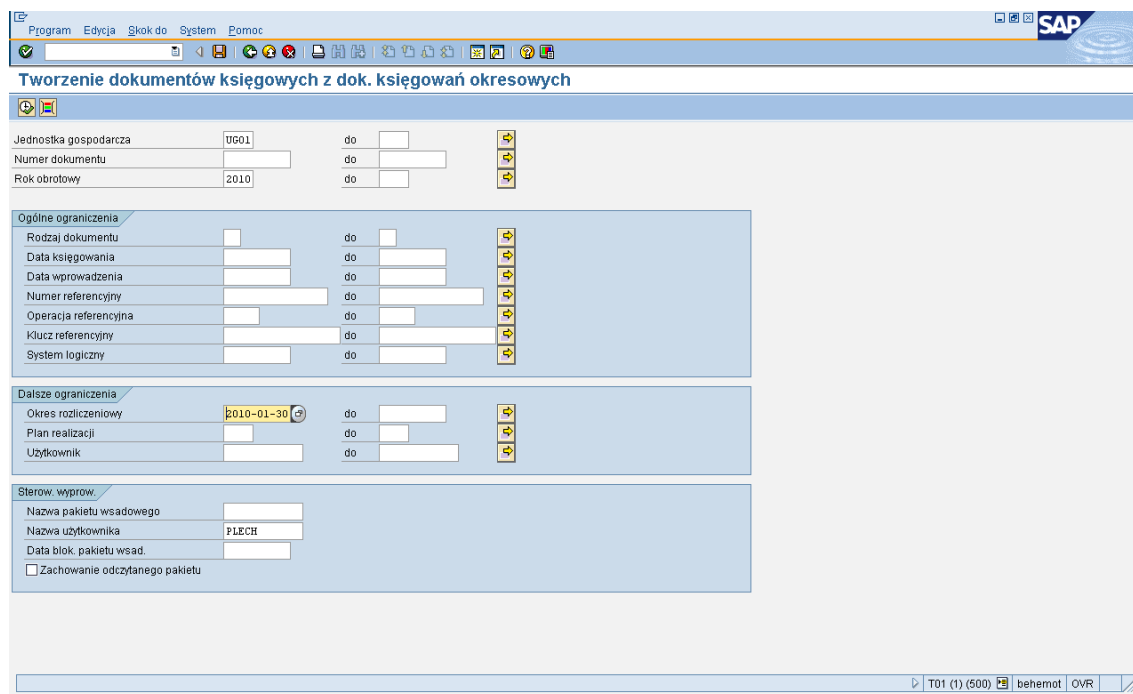 Program Edycja Skok do System Pomoc
SAP
Tworzenie dokumentów księgowych z dok. księgowań okresowych
Jednostka gospodarcza UG01 do
Numer dokumentu do
Rok obrotowy 2010 do
Ogólne ograniczenia
Rodzaj dokumentu do
Data księgowania do
Data wprowadzenia do
Numer referencyjny do
Operacja referencyjna do
Klucz referencyjny do
System logiczny do
Dalsze ograniczenia
Okres rozliczeniowy 2010-01-30 do
Plan realizacji do
Użytkownik do
Sterow. wyprow.
Nazwa pakietu wsadowego
Nazwa użytkownika PLECH
Data blok. pakietu wsad.
Zachowanie odczytanego pakietu
T01 (1) (500) behemot OVR